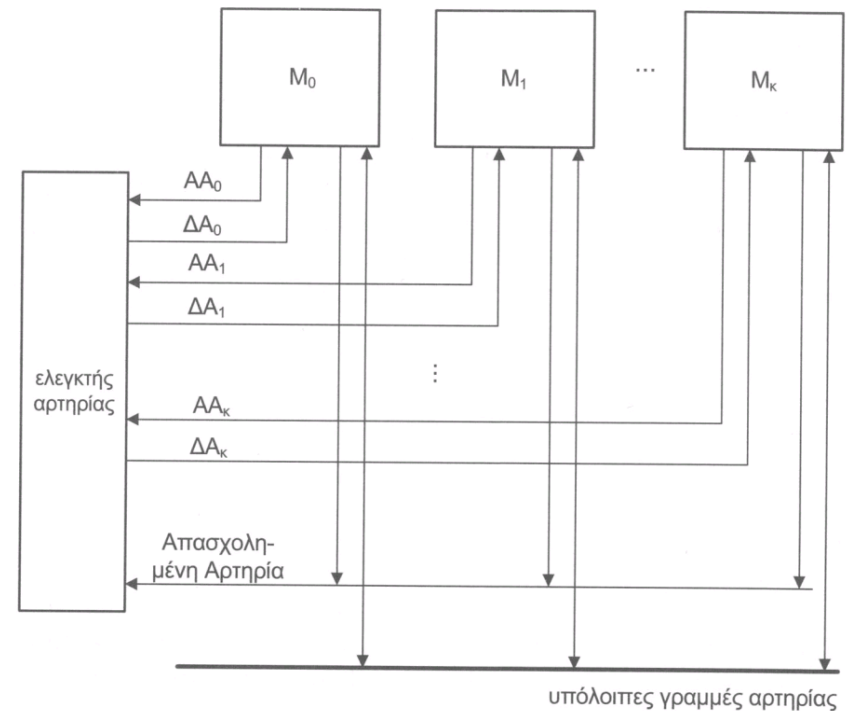 M₀
M₁
...
Mκ
AA₀
ΔA₀
AA₁
ΔA₁
⋮
ελεγκτής
αρτηρίας
AAκ
ΔAκ
Απασχολη-
μένη Αρτηρία
υπόλοιπες γραμμές αρτηρίας